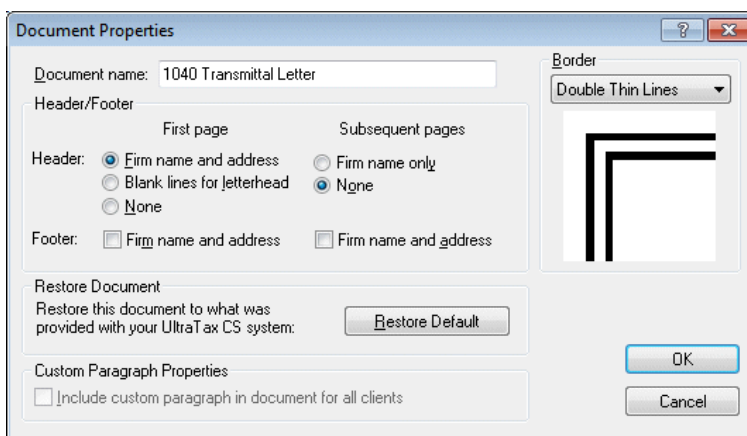 Document Properties
Document name: 1040 Transmittal Letter
Border
Double Thin Lines
Header/Footer
First page
Subsequent pages
Header:
Firm name and address
Firm name only
Blank lines for letterhead
None
None
Footer:
Firm name and address
Firm name and address
Restore Document
Restore this document to what was
provided with your UltraTax CS system:
Restore Default
Custom Paragraph Properties
Include custom paragraph in document for all clients
OK
Cancel